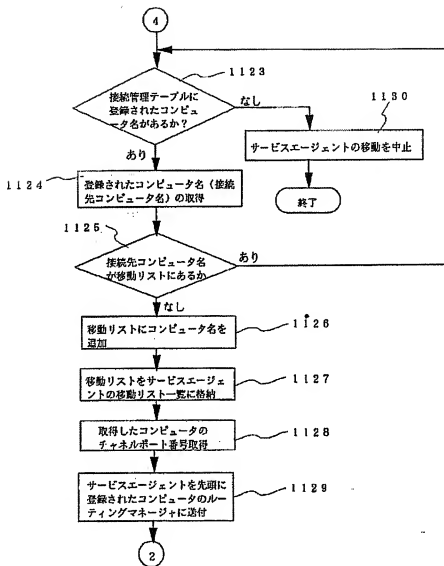 4
1123
接続管理テーブルに
登録されたコンピュ
ータ名があるか？
なし
1130
サービスエージェントの移動を中止
終了
あり
1124
登録されたコンピュータ名（接続
先コンピュータ名）の取得
1125
接続先コンピュータ名
が移動リストにあるか
あり
なし
1126
移動リストにコンピュータ名を
追加
1127
移動リストをサービスエージェ
ントの移動リスト一覧に格納
1128
取得したコンピュータの
チャネルポート番号取得
1129
サービスエージェントを先頭に
登録されたコンピュータのルー
ティングマネージャに送付
2